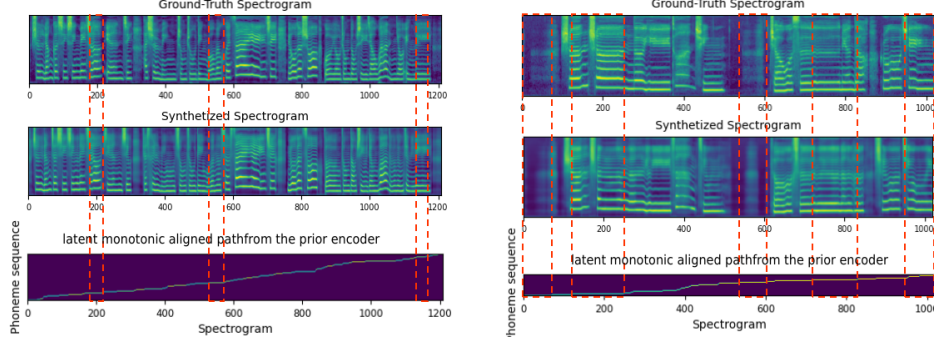 Ground-Truth Spectrogram
0 200 400 600 800 1000 1200
Synthetized Spectrogram
0 200 400 600 800 1000 1200
latent monotonic aligned pathfrom the prior encoder
Phoneme sequence
0 200 400 600 800 1000 1200
Spectrogram
Ground-Truth Spectrogram
0 200 400 600 800 1000
Synthetized Spectrogram
0 200 400 600 800 1000
latent monotonic aligned pathfrom the prior encoder
Phoneme sequence
0 200 400 600 800 1000
Spectrogram